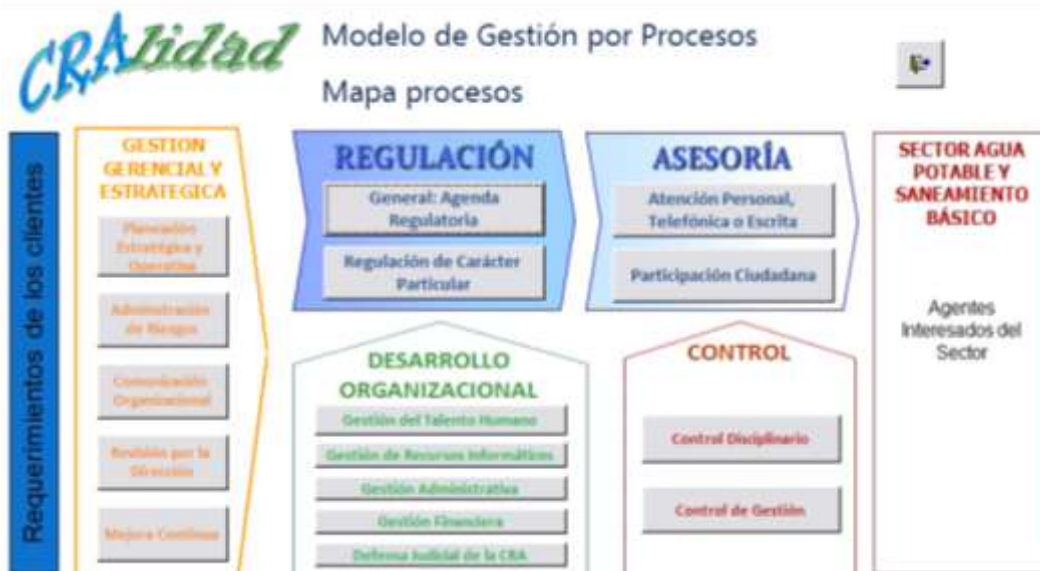 CRAlidad
Modelo de Gestión por Procesos
Mapa procesos
Requerimientos de los clientes
GESTION
GERENCIAL Y
ESTRATEGICA
Planeación
Estratégica y
Operativa
Administración
de Riesgos
Comunicación
Organizacional
Revisión por la
Dirección
Mejora Continua
REGULACIÓN
General: Agenda
Regulatoria
Regulación de Carácter
Particular
ASESORÍA
Atención Personal,
Telefónica o Escrita
Participación Ciudadana
DESARROLLO
ORGANIZACIONAL
Gestión del Talento Humano
Gestión de Recursos Informáticos
Gestión Administrativa
Gestión Financiera
Defensa Judicial de la CRA
CONTROL
Control Disciplinario
Control de Gestión
SECTOR AGUA
POTABLE Y
SANEAMIENTO
BÁSICO
Agentes
Interesados del
Sector